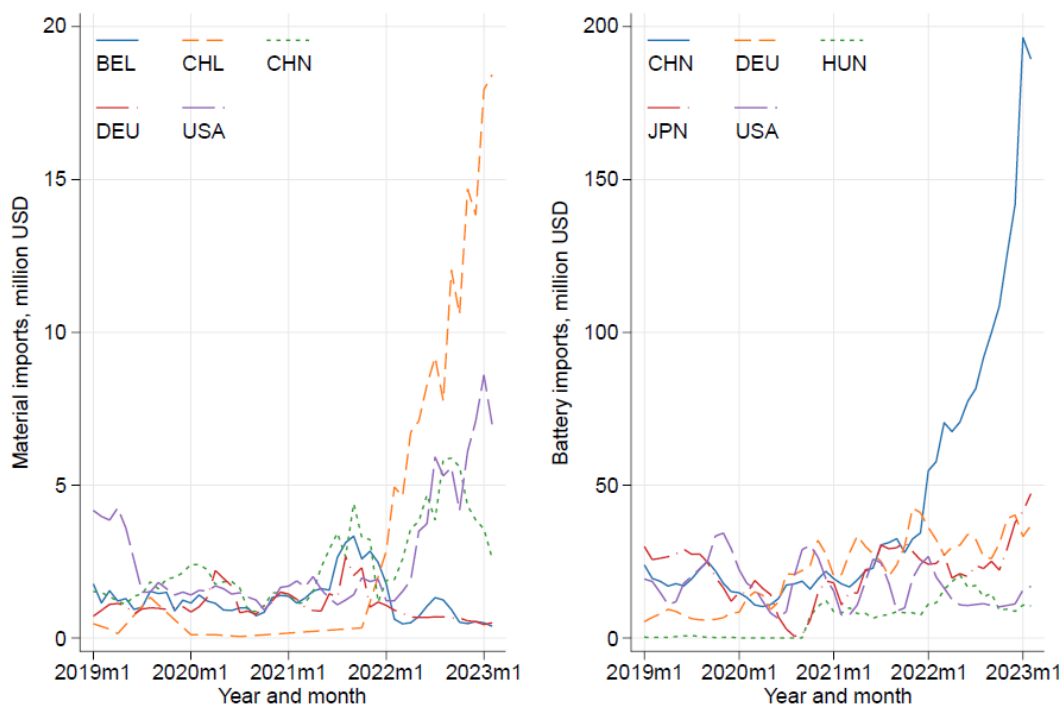 Material imports, million USD
20
15
10
5
0
BEL CHL CHN
DEU USA
2019m1 2020m1 2021m1 2022m1 2023m1
Year and month
Battery imports, million USD
200
150
100
50
0
CHN DEU HUN
JPN USA
2019m1 2020m1 2021m1 2022m1 2023m1
Year and month